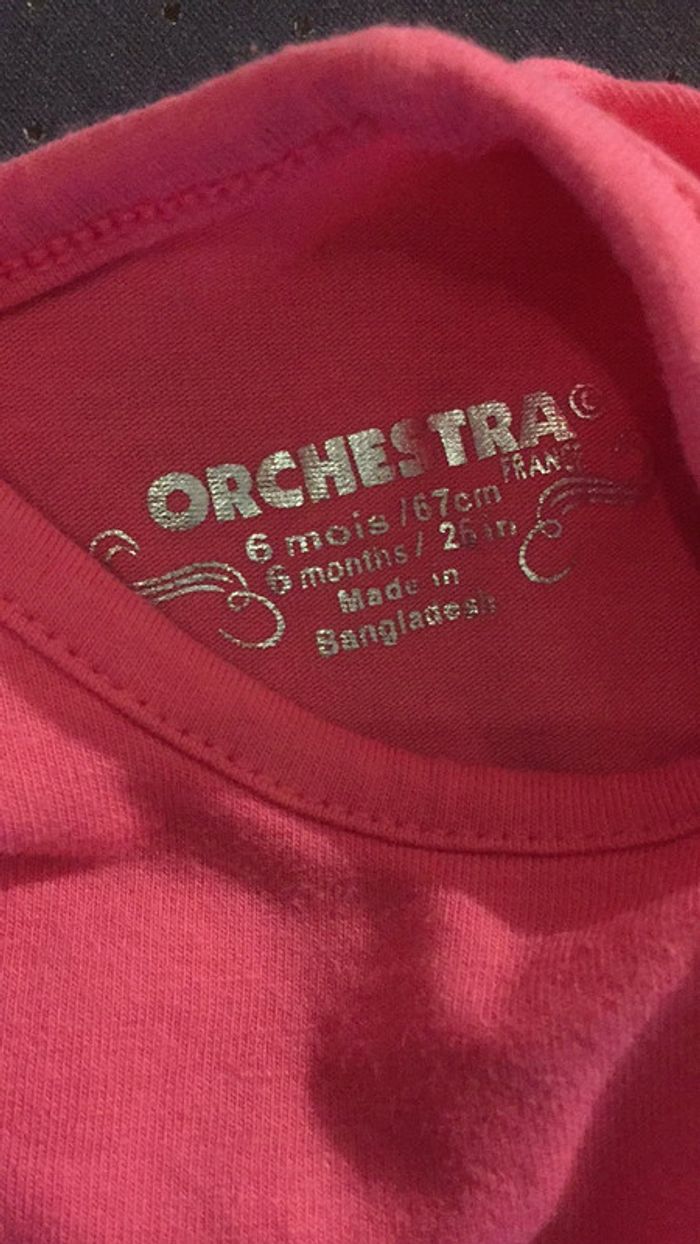 ORCHESTRA©
FRANCE
6 mois / 67cm
6 months / 26 in
Made in
Bangladesh